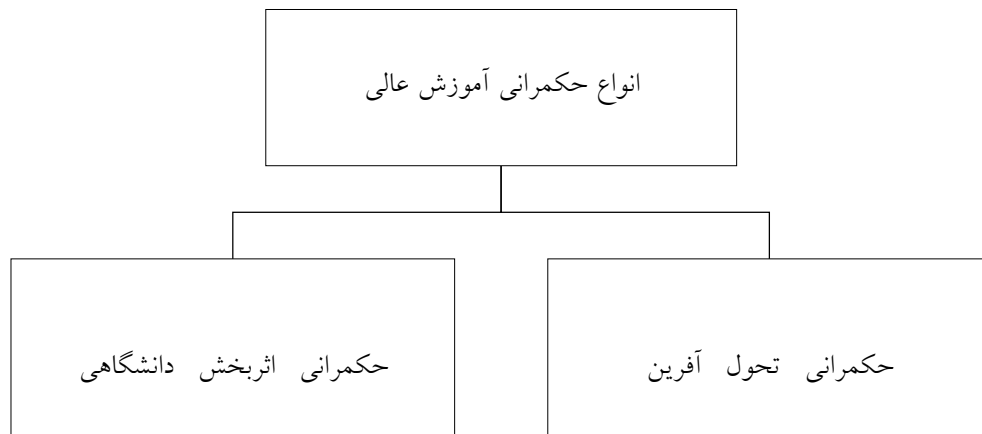 انواع حکمرانی آموزش عالی
حکمرانی تحول آفرین
حکمرانی اثربخش دانشگاهی